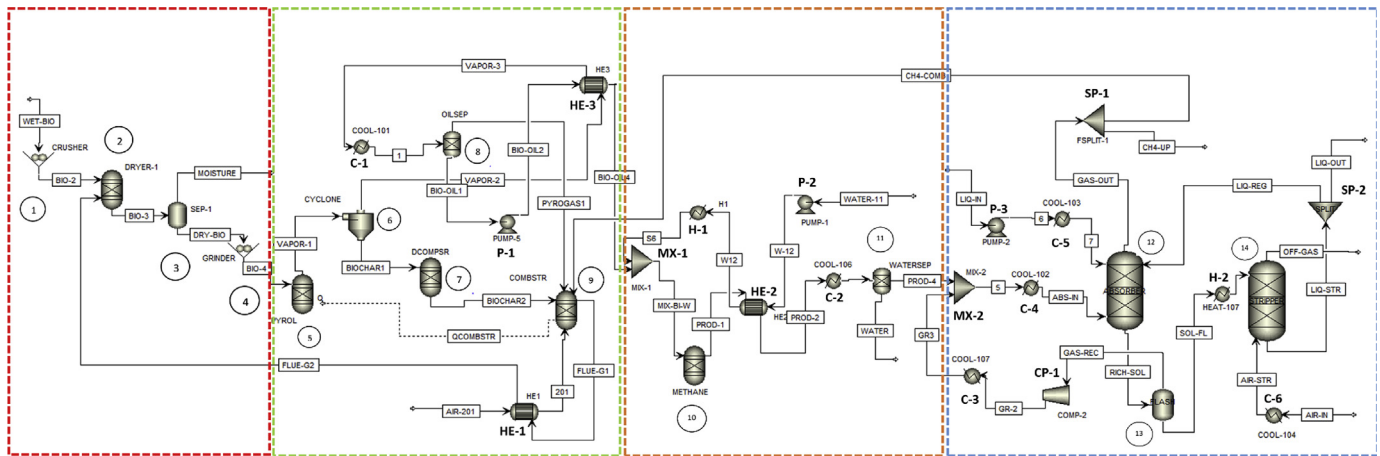 WET-BIO
CRUSHER
1
BIO-2
2
DRYER-1
BIO-3
MOISTURE
SEP-1
DRY-BIO
3
GRINDER
BIO-4
4
VAPOR-1
PYROL
5
CYCLONE
6
BIOCHAR1
DCOMPSR
7
BIOCHAR2
QCOMBSTR
FLUE-G2
AIR-201
HE1
HE-1
201
FLUE-G1
VAPOR-3
COOL-101
C-1
1
OILSEP
8
VAPOR-2
BIO-OIL1
BIO-OIL2
PUMP-5
P-1
PYROGAS1
COMBSTR
9
HE3
HE-3
BIO-OIL4
CH4-COMB
S6
MX-1
MIX-1
MIX-BI-W
METHANE
10
H1
H-1
W12
PROD-1
HE-2
HE2
P-2
PUMP-1
WATER-11
W-12
PROD-2
COOL-106
C-2
11
WATERSEP
WATER
PROD-4
GR3
MX-2
MIX-2
5
COOL-102
C-4
ABS-IN
COOL-107
C-3
GR-2
CP-1
COMP-2
LIQ-IN
P-3
PUMP-2
6
COOL-103
C-5
7
SP-1
FSPLIT-1
CH4-UP
GAS-OUT
12
ABSORBER
GAS-REC
RICH-SOL
FLASH
13
LIQ-REG
LIQ-OUT
SP-2
SPLIT
OFF-GAS
14
H-2
HEAT-107
STRIPPER
LIQ-STR
SOL-FL
AIR-STR
C-6
COOL-104
AIR-IN